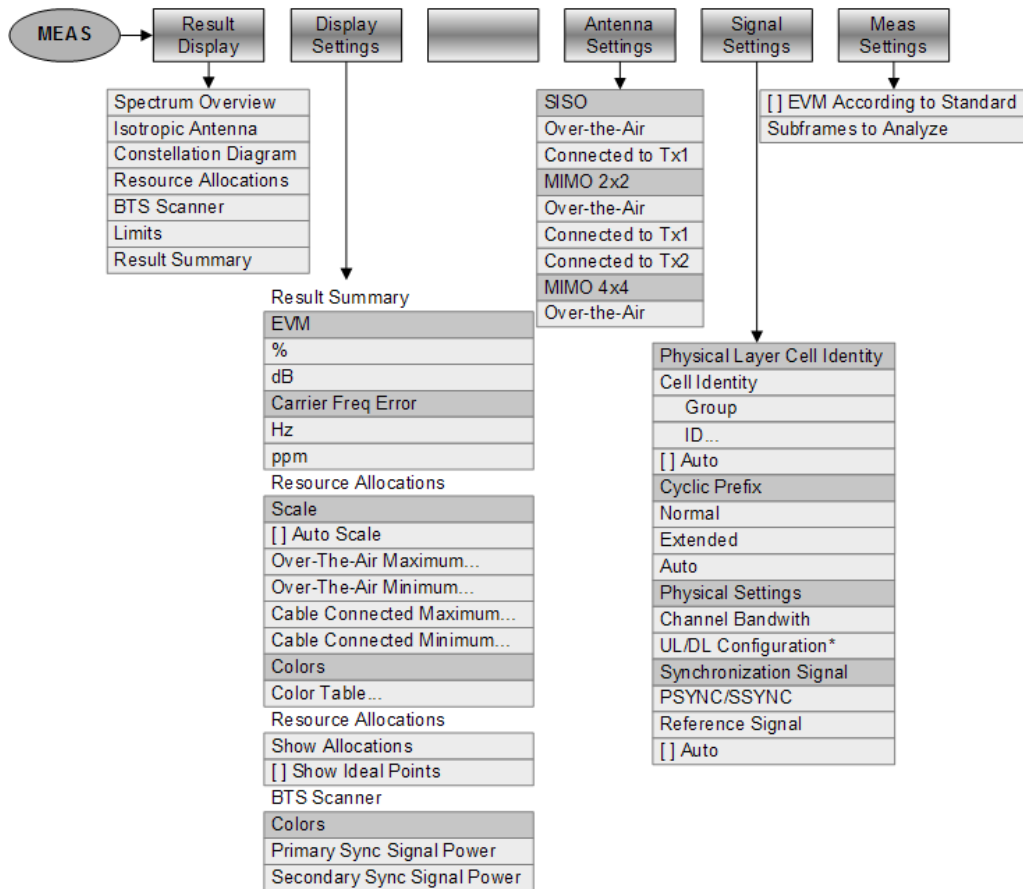 MEAS
Result
Display
Display
Settings
Antenna
Settings
Signal
Settings
Meas
Settings
Spectrum Overview
Isotropic Antenna
Constellation Diagram
Resource Allocations
BTS Scanner
Limits
Result Summary
Result Summary
EVM
%
dB
Carrier Freq Error
Hz
ppm
Resource Allocations
Scale
[ ] Auto Scale
Over-The-Air Maximum...
Over-The-Air Minimum...
Cable Connected Maximum...
Cable Connected Minimum...
Colors
Color Table...
Resource Allocations
Show Allocations
[ ] Show Ideal Points
BTS Scanner
Colors
Primary Sync Signal Power
Secondary Sync Signal Power
SISO
Over-the-Air
Connected to Tx1
MIMO 2x2
Over-the-Air
Connected to Tx1
Connected to Tx2
MIMO 4x4
Over-the-Air
Physical Layer Cell Identity
Cell Identity
Group
ID...
[ ] Auto
Cyclic Prefix
Normal
Extended
Auto
Physical Settings
Channel Bandwith
UL/DL Configuration*
Synchronization Signal
PSYNC/SSYNC
Reference Signal
[ ] Auto
[ ] EVM According to Standard
Subframes to Analyze